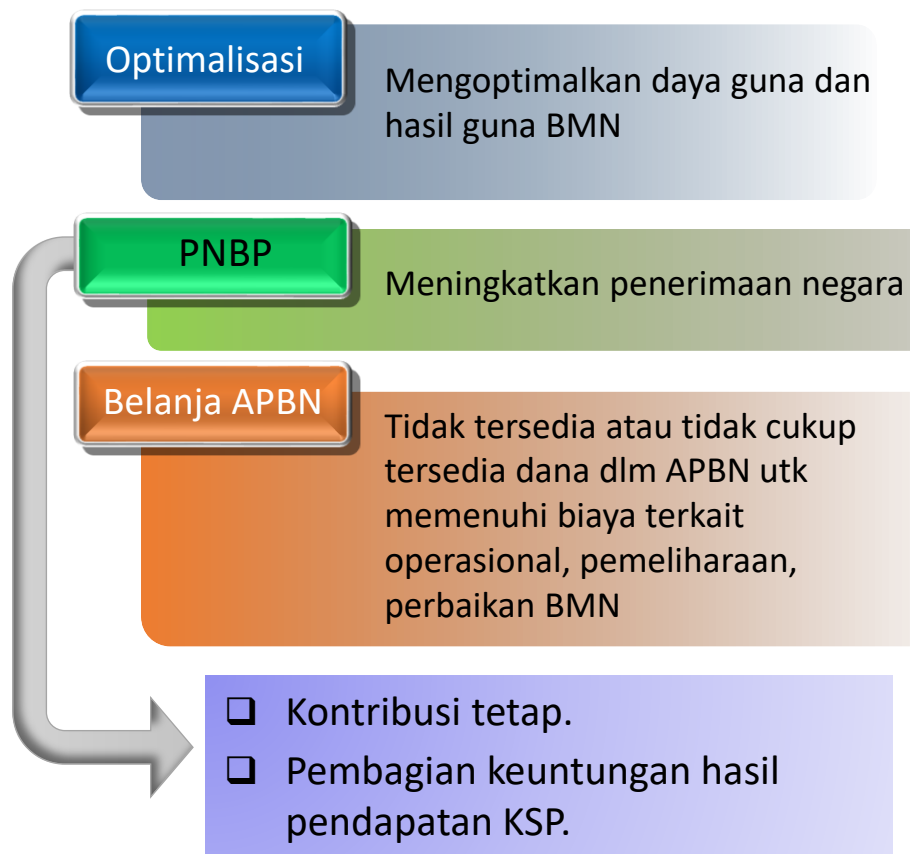 Optimalisasi
Mengoptimalkan daya guna dan
hasil guna BMN
PNBP
Meningkatkan penerimaan negara
Belanja APBN
Tidak tersedia atau tidak cukup
tersedia dana dlm APBN utk
memenuhi biaya terkait
operasional, pemeliharaan,
perbaikan BMN
❑ Kontribusi tetap.
❑ Pembagian keuntungan hasil
pendapatan KSP.